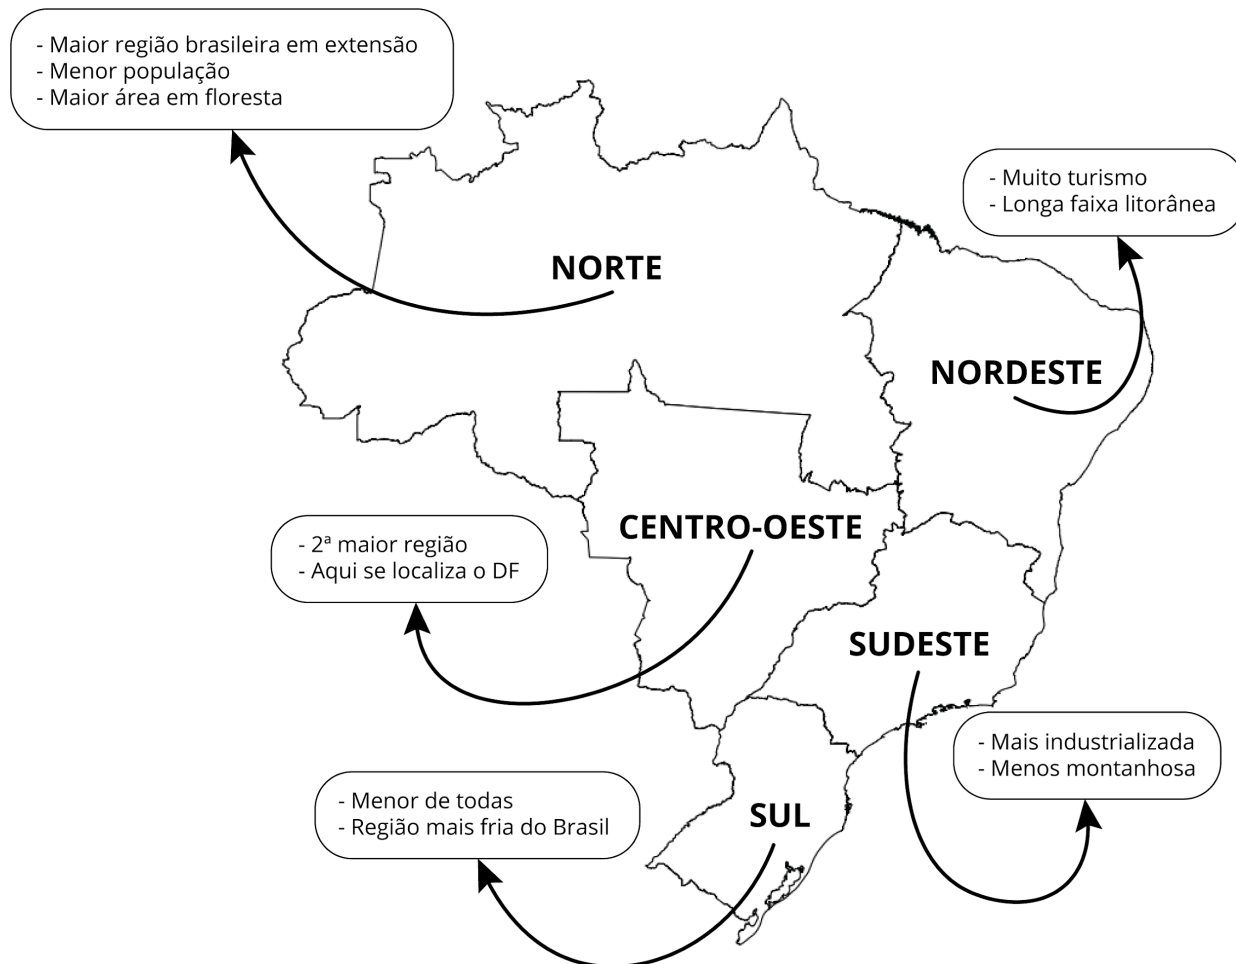 - Maior região brasileira em extensão
- Menor população
- Maior área em floresta
- Muito turismo
- Longa faixa litorânea
NORTE
NORDESTE
CENTRO-OESTE
- 2ª maior região
- Aqui se localiza o DF
SUDESTE
- Mais industrializada
- Menos montanhosa
- Menor de todas
- Região mais fria do Brasil
SUL